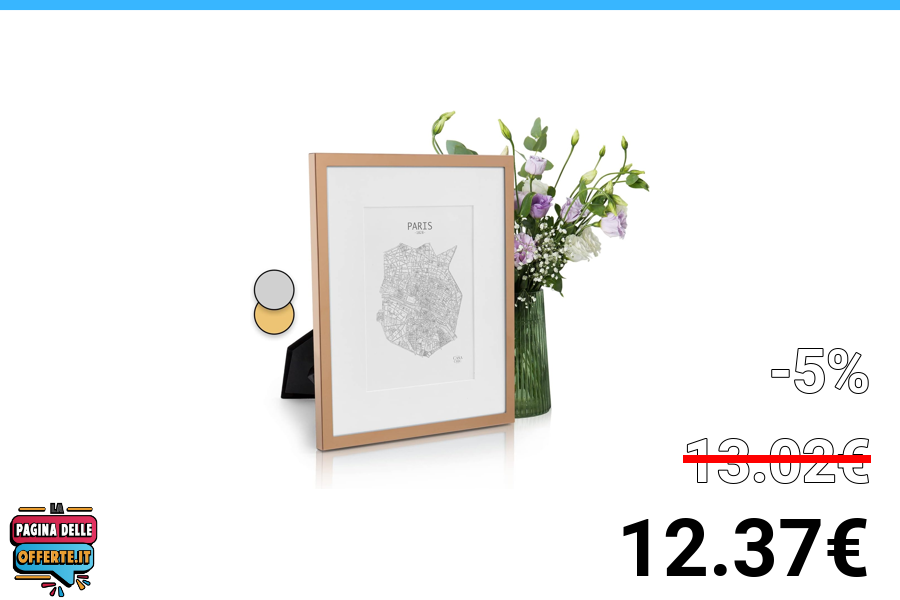 PARIS
-5%
13.02€
12.37€
LA
PAGINA DELLE
OFFERTE.IT